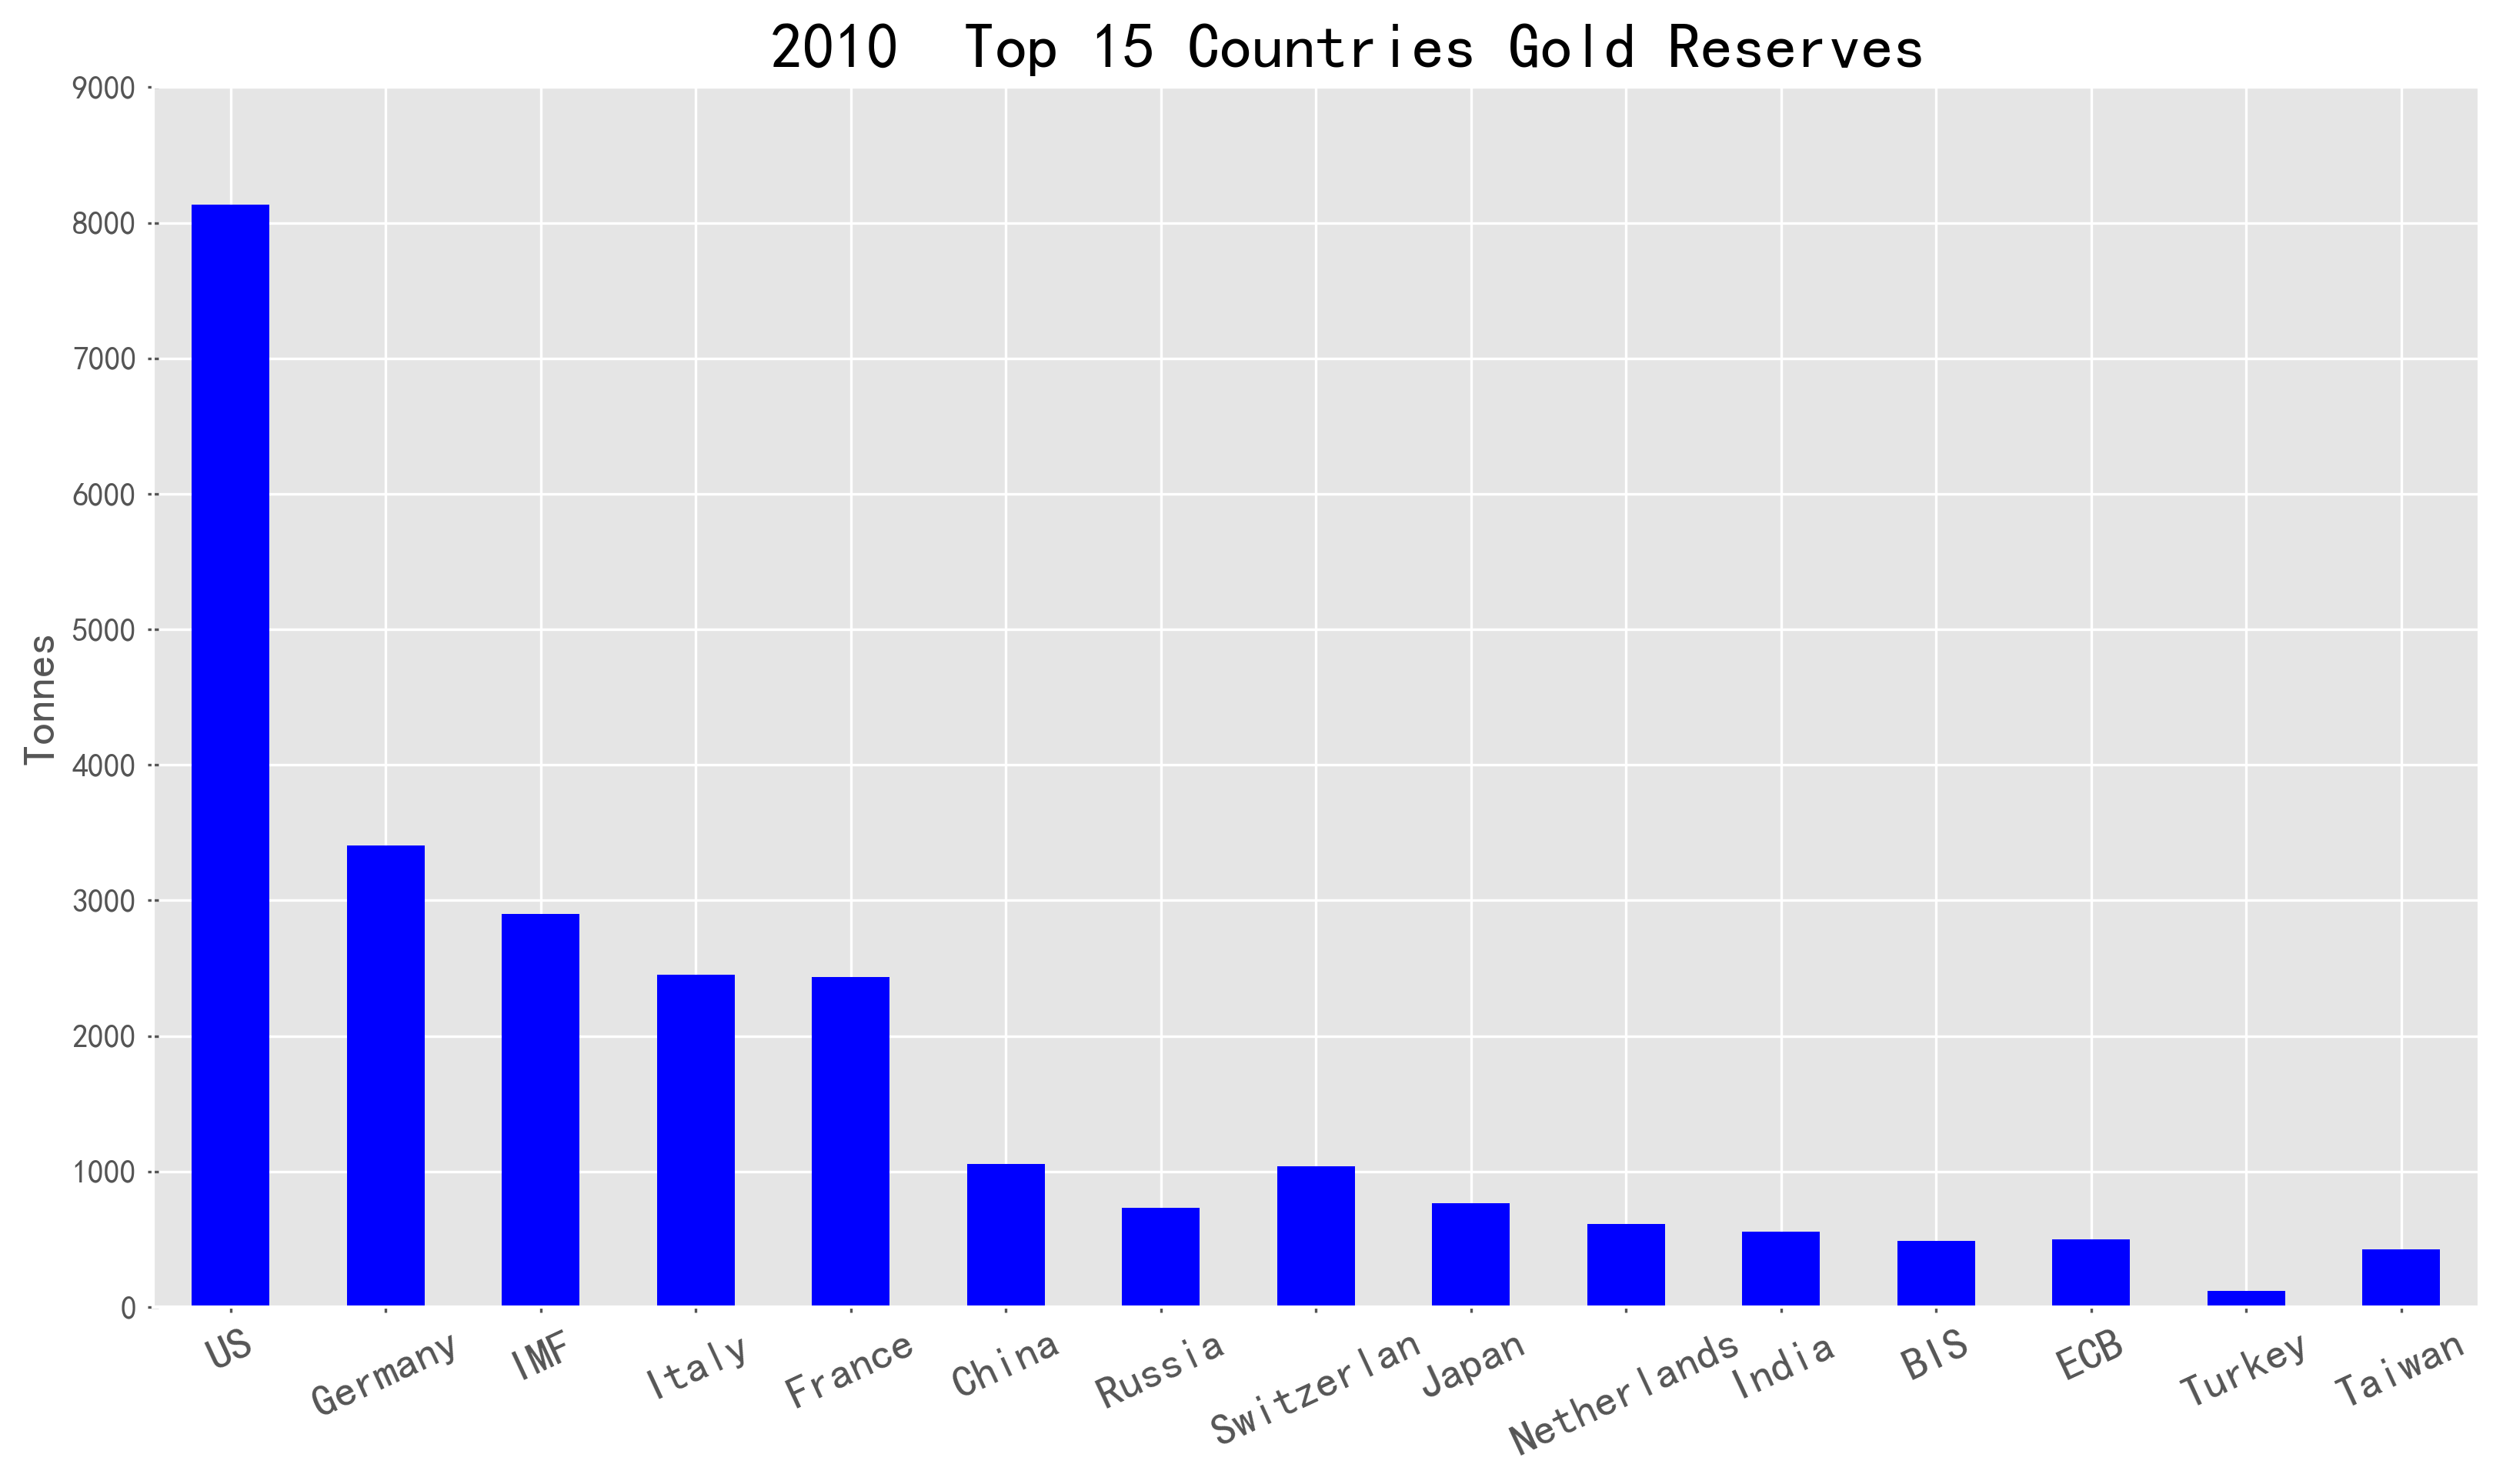 2010  Top 15 Countries Gold Reserves
9000
8000
7000
6000
5000
4000
3000
2000
1000
0
Tonnes
US
Germany
IMF
Italy
France
China
Russia
Switzerlan
Japan
Netherlands
India
BIS
ECB
Turkey
Taiwan